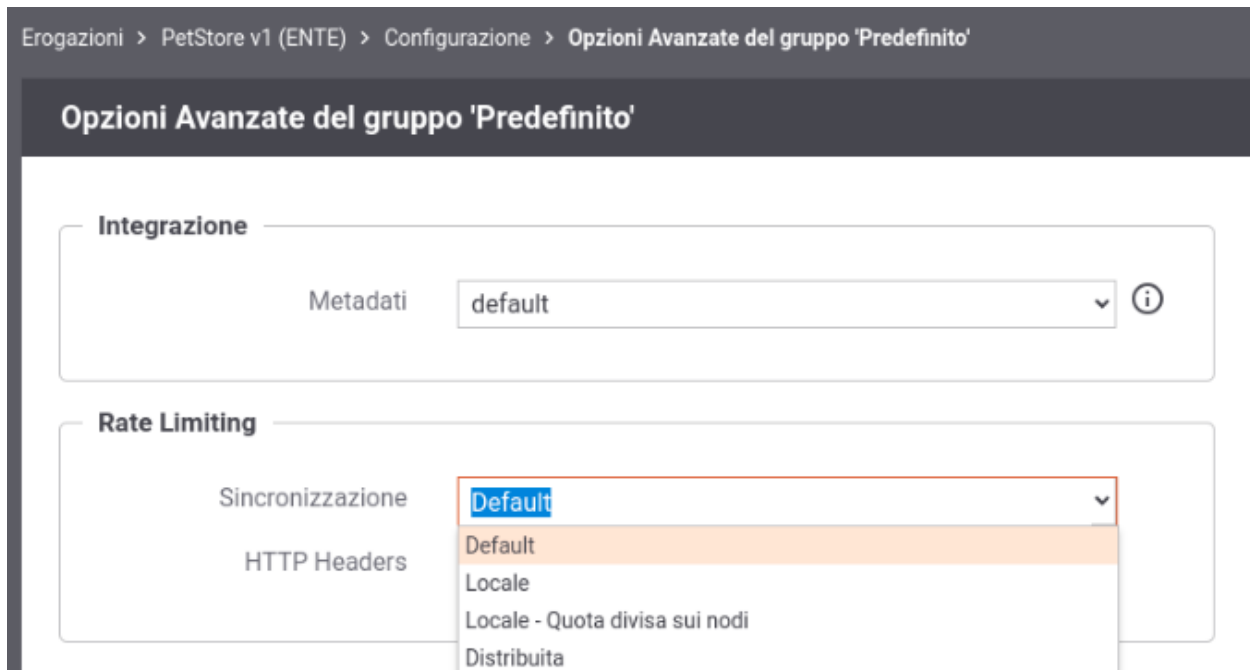 Erogazioni > PetStore v1 (ENTE) > Configurazione > Opzioni Avanzate del gruppo 'Predefinito'
Opzioni Avanzate del gruppo 'Predefinito'
Integrazione
Metadati default
Rate Limiting
Sincronizzazione Default
Default
HTTP Headers
Locale
Locale - Quota divisa sui nodi
Distribuita